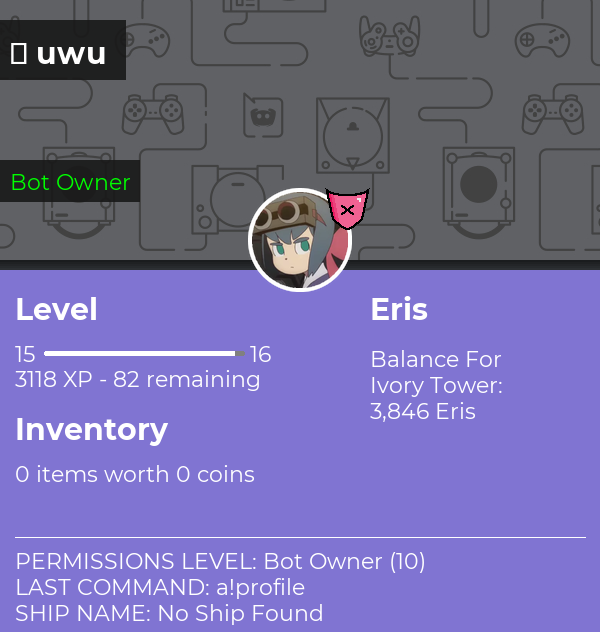 uwu
Bot Owner
Level
15 16
3118 XP - 82 remaining
Inventory
0 items worth 0 coins
Eris
Balance For
Ivory Tower:
3,846 Eris
PERMISSIONS LEVEL: Bot Owner (10)
LAST COMMAND: a!profile
SHIP NAME: No Ship Found